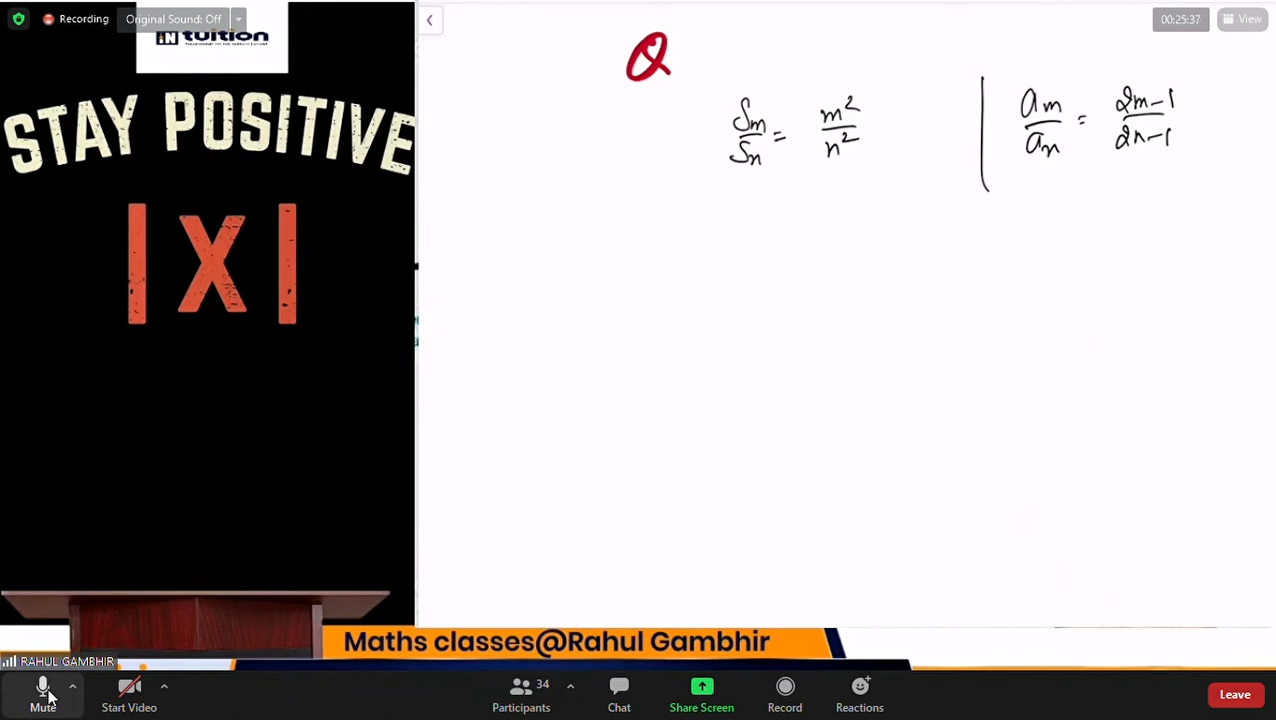 Recording
Original Sound: Off
00:25:37
View
iN tuition
STAY POSITIVE
|x|
Q
Sm/Sn = m²/n²
am/an = 2m-1/2n-1
Maths classes@Rahul Gambhir
RAHUL GAMBHIR
Mute
Start Video
34
Participants
Chat
Share Screen
Record
Reactions
Leave